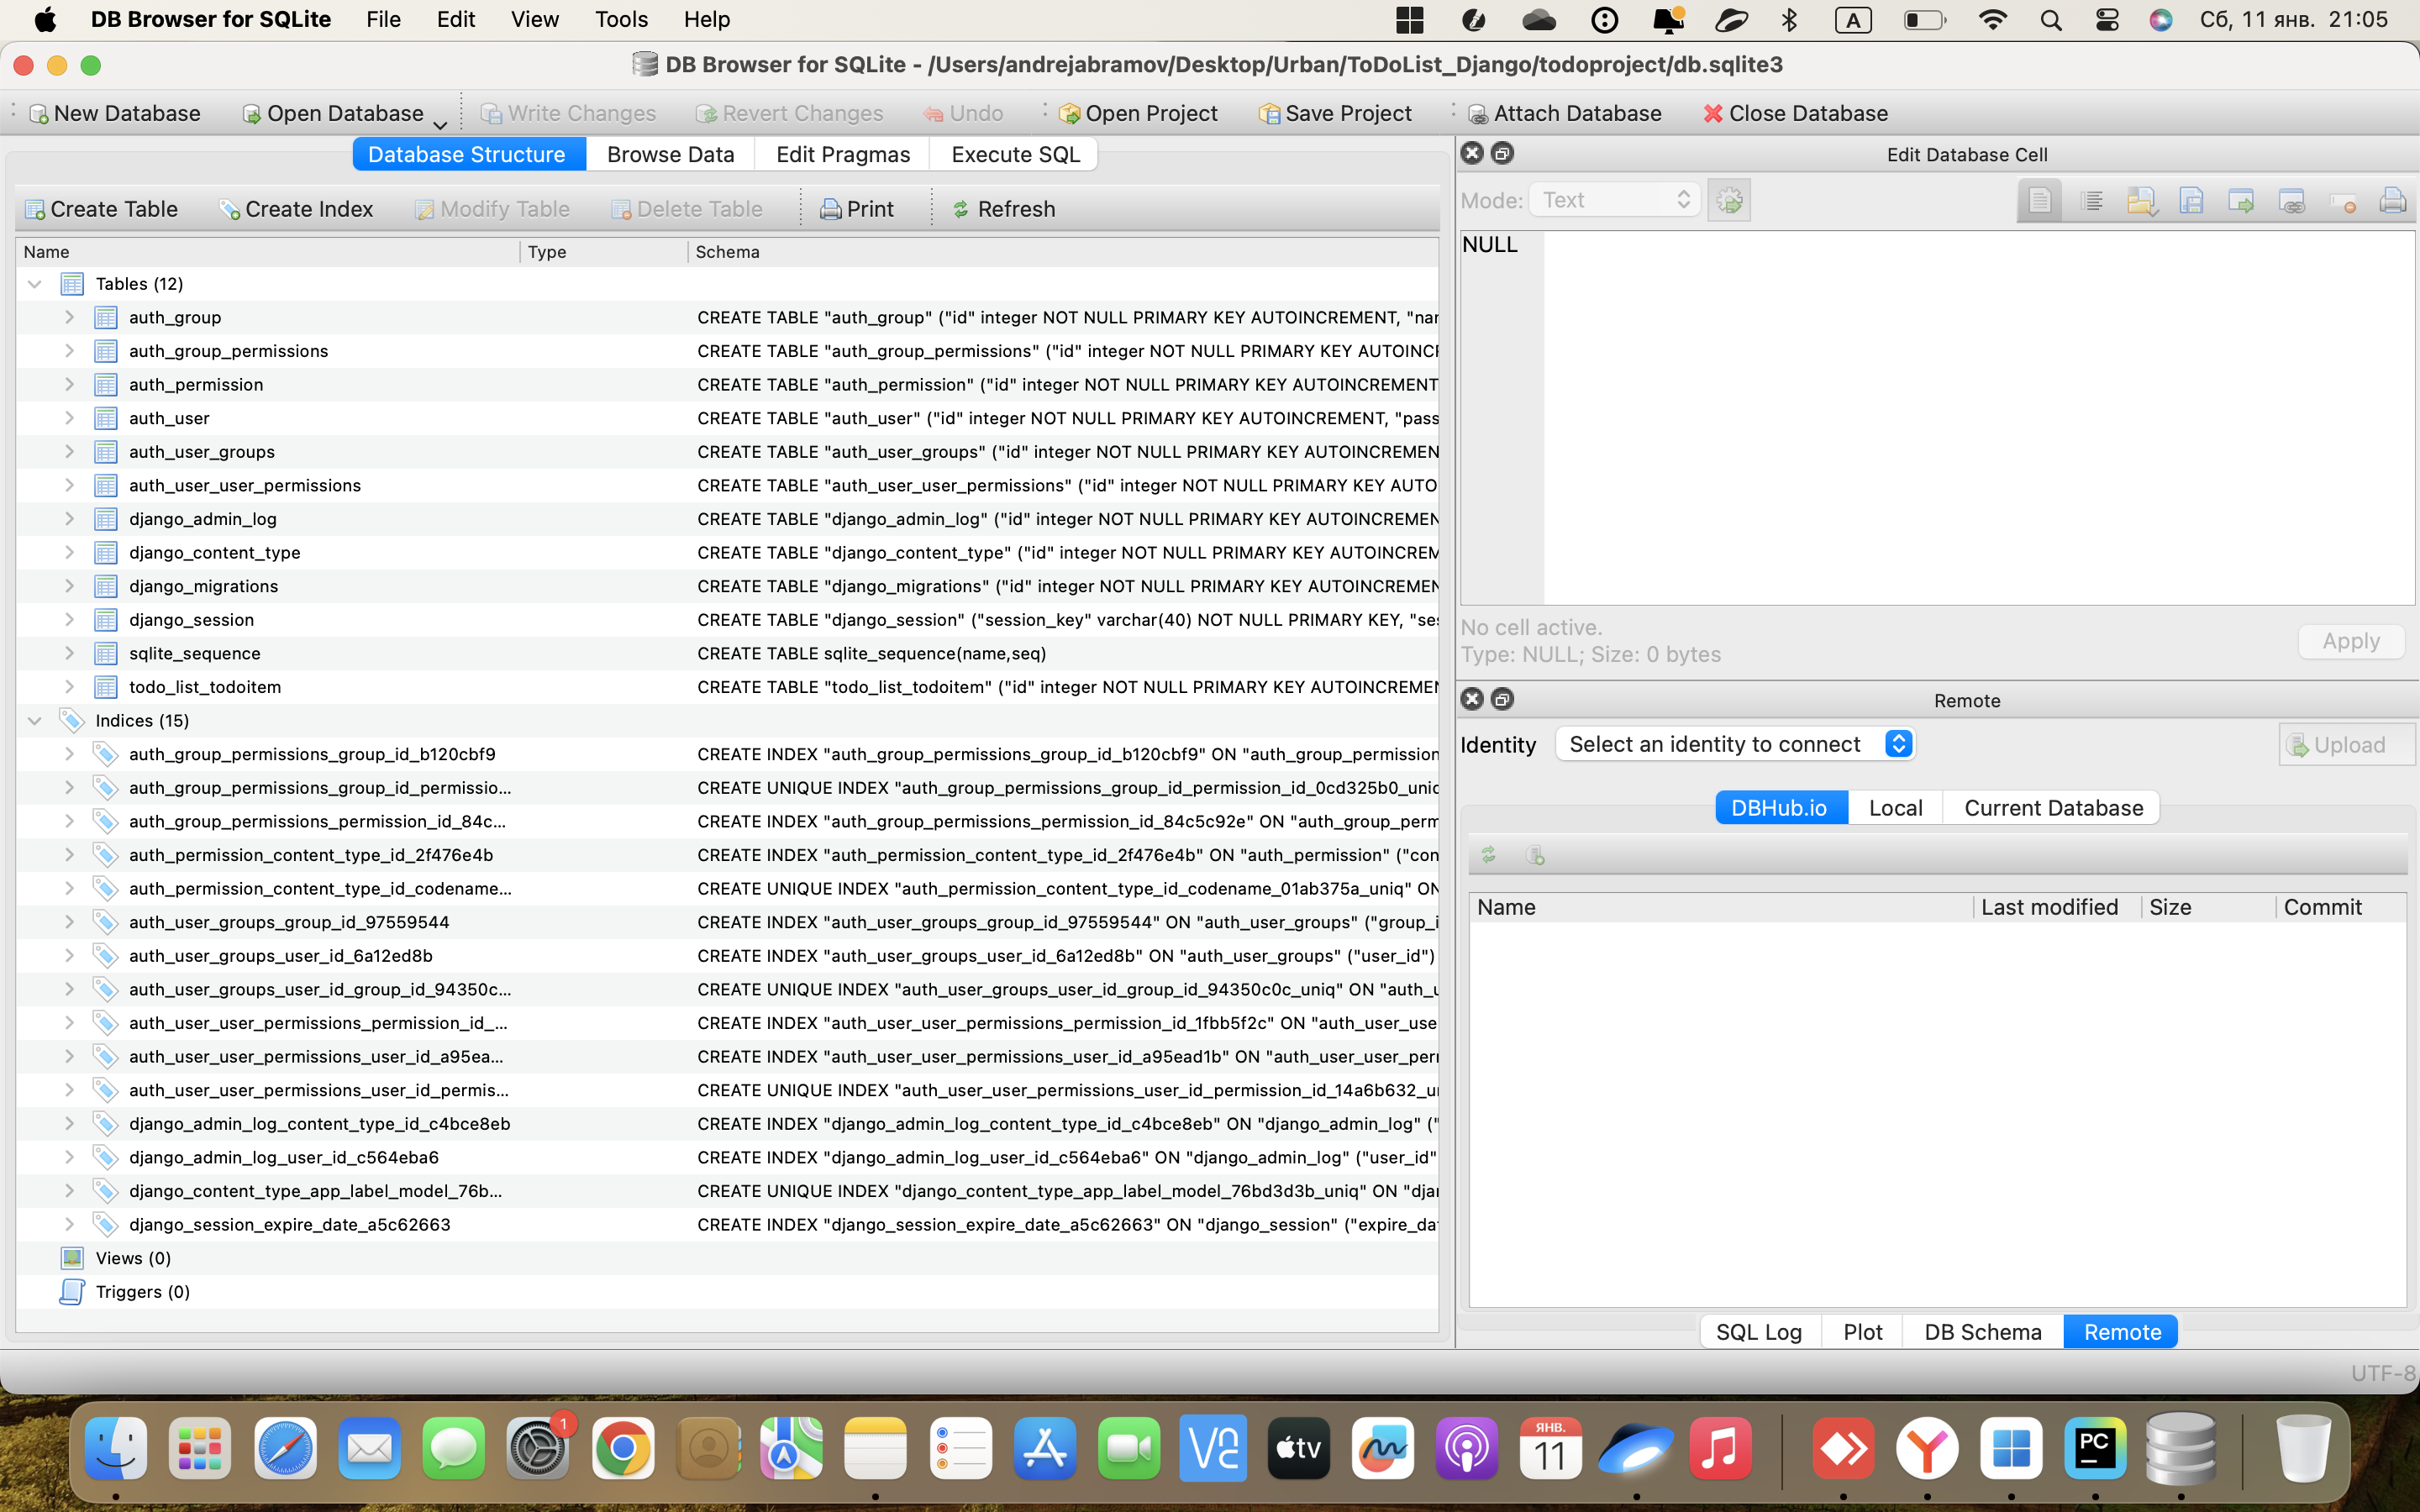 DB Browser for SQLite File Edit View Tools Help A Сб, 11 янв. 21:05
DB Browser for SQLite - /Users/andrejabramov/Desktop/Urban/ToDoList_Django/todoproject/db.sqlite3
New Database Open Database Write Changes Revert Changes Undo Open Project Save Project Attach Database Close Database
Database Structure Browse Data Edit Pragmas Execute SQL
Create Table Create Index Modify Table Delete Table Print Refresh
Name Type Schema
Tables (12)
auth_group CREATE TABLE "auth_group" ("id" integer NOT NULL PRIMARY KEY AUTOINCREMENT, "nar
auth_group_permissions CREATE TABLE "auth_group_permissions" ("id" integer NOT NULL PRIMARY KEY AUTOINCR
auth_permission CREATE TABLE "auth_permission" ("id" integer NOT NULL PRIMARY KEY AUTOINCREMENT
auth_user CREATE TABLE "auth_user" ("id" integer NOT NULL PRIMARY KEY AUTOINCREMENT, "pass
auth_user_groups CREATE TABLE "auth_user_groups" ("id" integer NOT NULL PRIMARY KEY AUTOINCREMEN
auth_user_user_permissions CREATE TABLE "auth_user_user_permissions" ("id" integer NOT NULL PRIMARY KEY AUTO
django_admin_log CREATE TABLE "django_admin_log" ("id" integer NOT NULL PRIMARY KEY AUTOINCREMEN
django_content_type CREATE TABLE "django_content_type" ("id" integer NOT NULL PRIMARY KEY AUTOINCREM
django_migrations CREATE TABLE "django_migrations" ("id" integer NOT NULL PRIMARY KEY AUTOINCREMEN
django_session CREATE TABLE "django_session" ("session_key" varchar(40) NOT NULL PRIMARY KEY, "ses
sqlite_sequence CREATE TABLE sqlite_sequence(name,seq)
todo_list_todoitem CREATE TABLE "todo_list_todoitem" ("id" integer NOT NULL PRIMARY KEY AUTOINCREMEN
Indices (15)
auth_group_permissions_group_id_b120cbf9 CREATE INDEX "auth_group_permissions_group_id_b120cbf9" ON "auth_group_permission
auth_group_permissions_group_id_permissio... CREATE UNIQUE INDEX "auth_group_permissions_group_id_permission_id_0cd325b0_uniq
auth_group_permissions_permission_id_84c... CREATE INDEX "auth_group_permissions_permission_id_84c5c92e" ON "auth_group_perm
auth_permission_content_type_id_2f476e4b CREATE INDEX "auth_permission_content_type_id_2f476e4b" ON "auth_permission" ("con
auth_permission_content_type_id_codename... CREATE UNIQUE INDEX "auth_permission_content_type_id_codename_01ab375a_uniq" ON
auth_user_groups_group_id_97559544 CREATE INDEX "auth_user_groups_group_id_97559544" ON "auth_user_groups" ("group_i
auth_user_groups_user_id_6a12ed8b CREATE INDEX "auth_user_groups_user_id_6a12ed8b" ON "auth_user_groups" ("user_id")
auth_user_groups_user_id_group_id_94350c... CREATE UNIQUE INDEX "auth_user_groups_user_id_group_id_94350c0c_uniq" ON "auth_u
auth_user_user_permissions_permission_id_... CREATE INDEX "auth_user_user_permissions_permission_id_1fbb5f2c" ON "auth_user_use
auth_user_user_permissions_user_id_a95ea... CREATE INDEX "auth_user_user_permissions_user_id_a95ead1b" ON "auth_user_user_per
auth_user_user_permissions_user_id_permis... CREATE UNIQUE INDEX "auth_user_user_permissions_user_id_permission_id_14a6b632_u
django_admin_log_content_type_id_c4bce8eb CREATE INDEX "django_admin_log_content_type_id_c4bce8eb" ON "django_admin_log" ("
django_admin_log_user_id_c564eba6 CREATE INDEX "django_admin_log_user_id_c564eba6" ON "django_admin_log" ("user_id"
django_content_type_app_label_model_76b... CREATE UNIQUE INDEX "django_content_type_app_label_model_76bd3d3b_uniq" ON "djar
django_session_expire_date_a5c62663 CREATE INDEX "django_session_expire_date_a5c62663" ON "django_session" ("expire_da
Views (0)
Triggers (0)
Edit Database Cell
Mode: Text
NULL
No cell active.
Type: NULL; Size: 0 bytes
Apply
Remote
Identity Select an identity to connect Upload
DBHub.io Local Current Database
Name Last modified Size Commit
SQL Log Plot DB Schema Remote
UTF-8
1
tv
ЯНВ.
11
PC